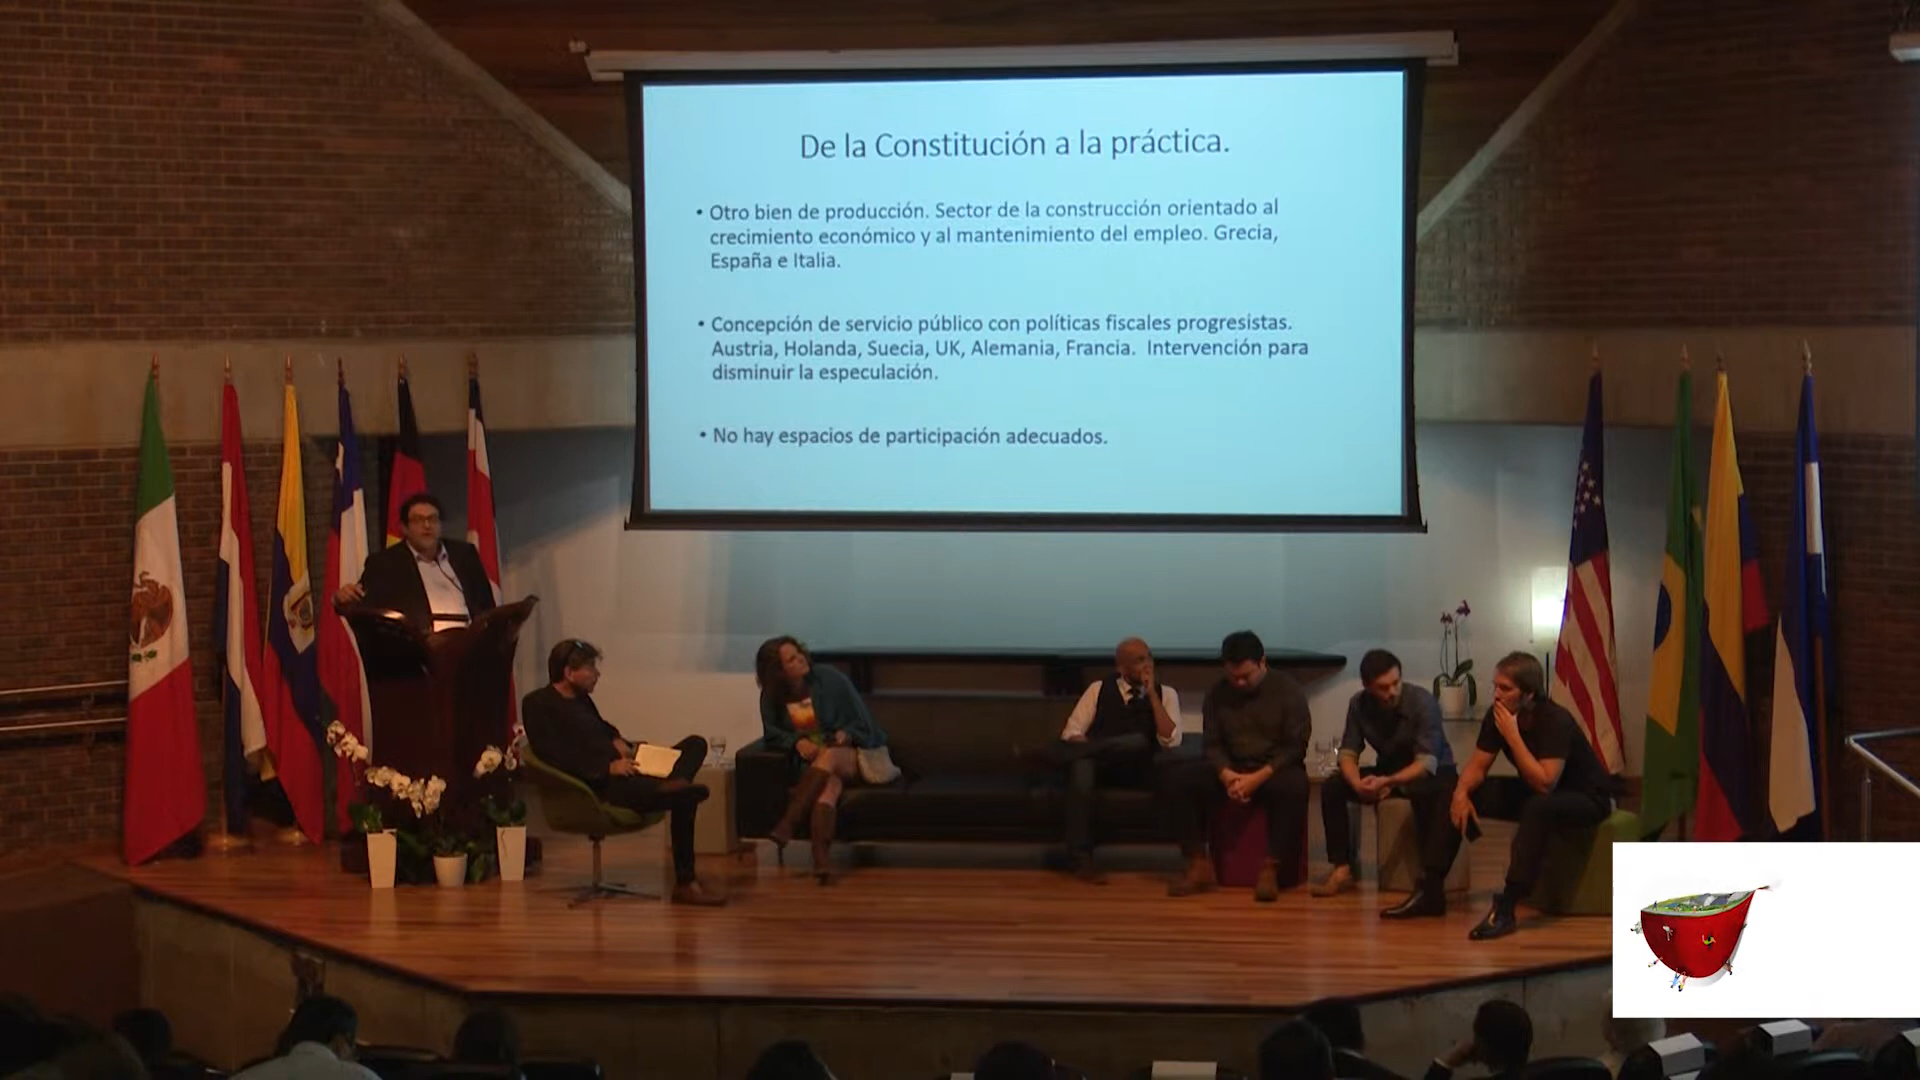 De la Constitución a la práctica.
• Otro bien de producción. Sector de la construcción orientado al
crecimiento económico y al mantenimiento del empleo. Grecia,
España e Italia.
• Concepción de servicio público con políticas fiscales progresistas.
Austria, Holanda, Suecia, UK, Alemania, Francia. Intervención para
disminuir la especulación.
• No hay espacios de participación adecuados.